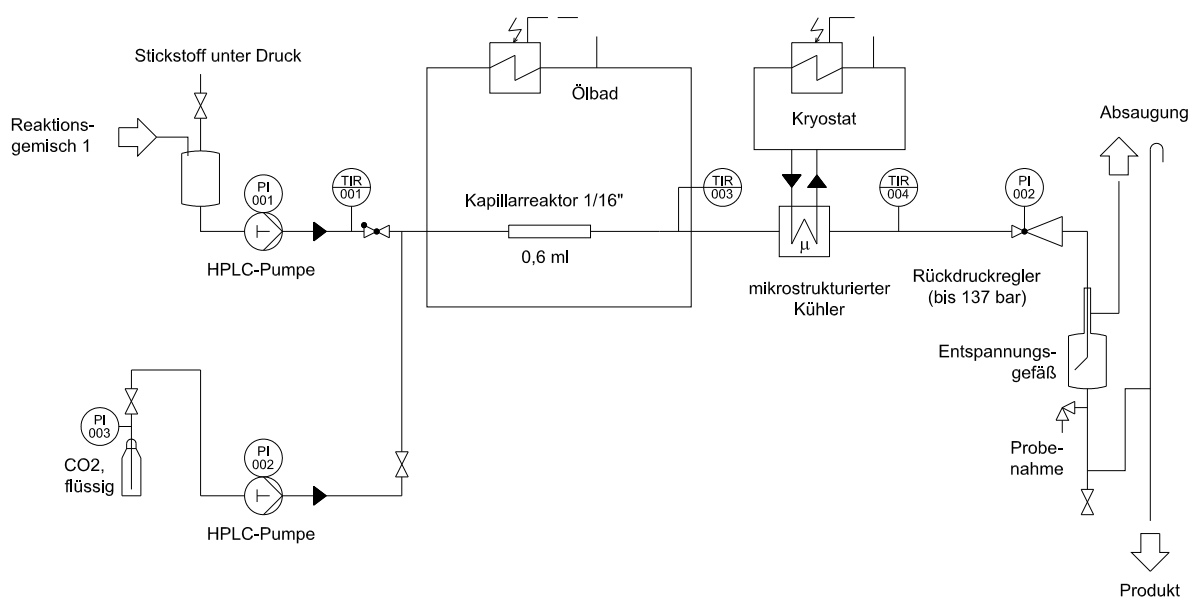 Stickstoff unter Druck
Reaktions-
gemisch 1
PI
001
HPLC-Pumpe
TIR
001
Ölbad
Kapillarreaktor 1/16"
0,6 ml
TIR
003
Kryostat
μ
mikrostrukturierter
Kühler
TIR
004
PI
002
Rückdruckregler
(bis 137 bar)
Absaugung
Entspannungs-
gefäß
Probe-
nahme
Produkt
PI
003
CO2,
flüssig
PI
002
HPLC-Pumpe